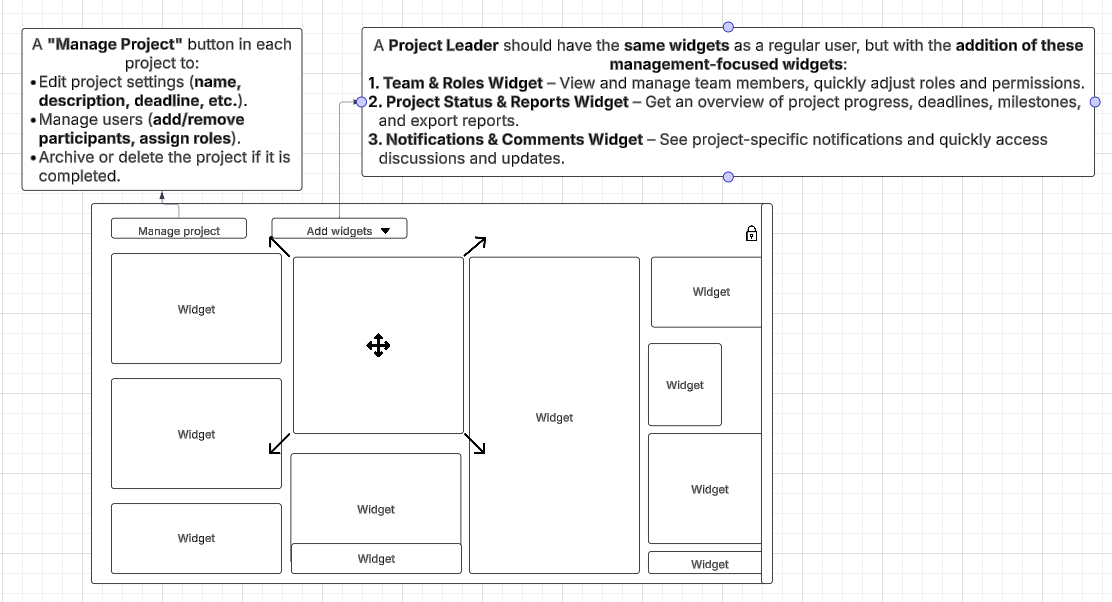 A "Manage Project" button in each
project to:
• Edit project settings (name,
description, deadline, etc.).
• Manage users (add/remove
participants, assign roles).
• Archive or delete the project if it is
completed.
A Project Leader should have the same widgets as a regular user, but with the addition of these
management-focused widgets:
1. Team & Roles Widget – View and manage team members, quickly adjust roles and permissions.
2. Project Status & Reports Widget – Get an overview of project progress, deadlines, milestones,
and export reports.
3. Notifications & Comments Widget – See project-specific notifications and quickly access
discussions and updates.
Manage project
Add widgets
Widget
Widget
Widget
Widget
Widget
Widget
Widget
Widget
Widget
Widget